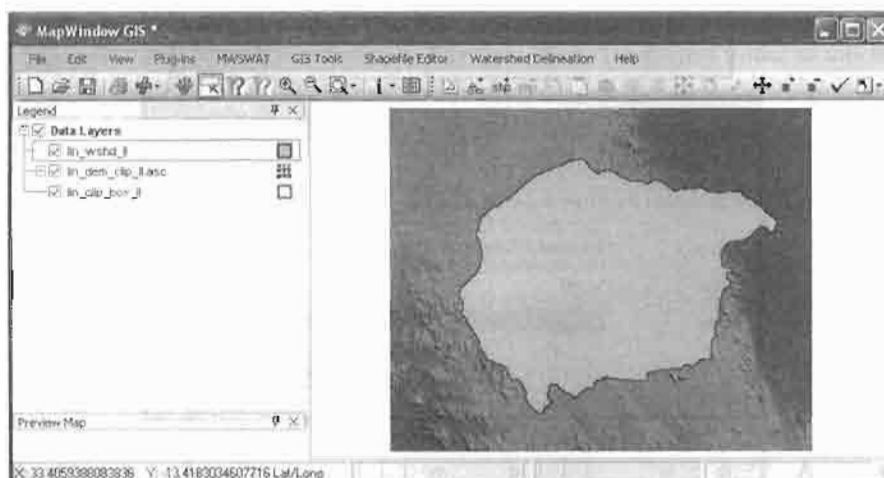 MapWindow GIS *
File Edit View Plug-ins MWSWAT GIS Tools Shapefile Editor Watershed Delineation Help
Legend
Data Layers
lin_wshd_ll
lin_dem_clip_ll.asc
lin_clip_box_ll
Preview Map
X: 33.4059388083836 Y: -13.4183034607716 Lat/Long